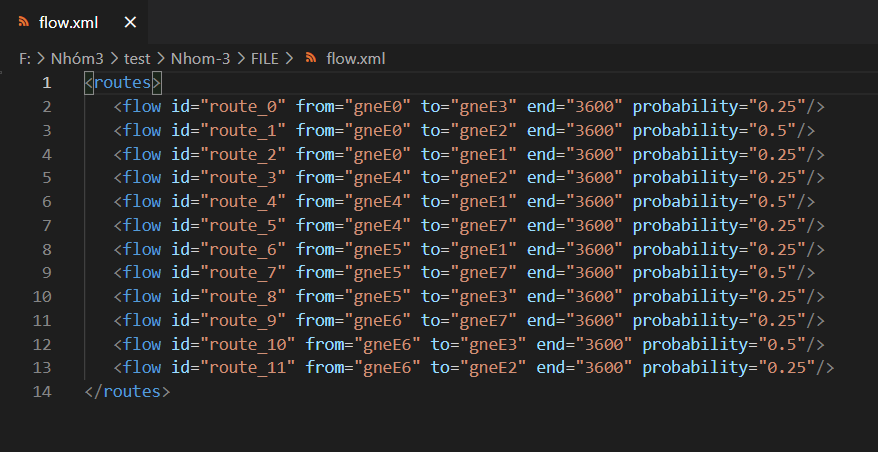 flow.xml ×
F: > Nhóm3 > test > Nhom-3 > FILE > flow.xml
1 <routes>
2 <flow id="route_0" from="gneE0" to="gneE3" end="3600" probability="0.25"/>
3 <flow id="route_1" from="gneE0" to="gneE2" end="3600" probability="0.5"/>
4 <flow id="route_2" from="gneE0" to="gneE1" end="3600" probability="0.25"/>
5 <flow id="route_3" from="gneE4" to="gneE2" end="3600" probability="0.25"/>
6 <flow id="route_4" from="gneE4" to="gneE1" end="3600" probability="0.5"/>
7 <flow id="route_5" from="gneE4" to="gneE7" end="3600" probability="0.25"/>
8 <flow id="route_6" from="gneE5" to="gneE1" end="3600" probability="0.25"/>
9 <flow id="route_7" from="gneE5" to="gneE7" end="3600" probability="0.5"/>
10 <flow id="route_8" from="gneE5" to="gneE3" end="3600" probability="0.25"/>
11 <flow id="route_9" from="gneE6" to="gneE7" end="3600" probability="0.25"/>
12 <flow id="route_10" from="gneE6" to="gneE3" end="3600" probability="0.5"/>
13 <flow id="route_11" from="gneE6" to="gneE2" end="3600" probability="0.25"/>
14 </routes>